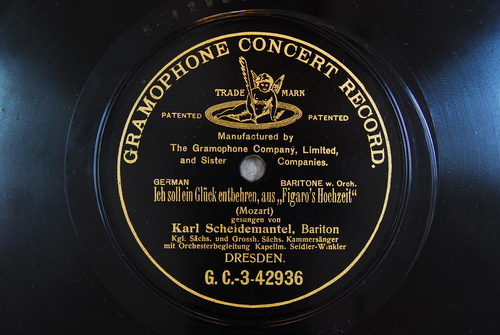 GRAMOPHONE CONCERT RECORD.
TRADE MARK
PATENTED PATENTED
Manufactured by
The Gramophone Company, Limited,
and Sister Companies.
GERMAN BARITONE w. Orch.
Ich soll ein Glück entbehren, aus „Figaro's Hochzeit"
(Mozart)
gesungen von
Karl Scheidemantel, Bariton
Kgl. Sächs. und Grossh. Sächs. Kammersänger
mit Orchesterbegleitung Kapellm. Seidler-Winkler
DRESDEN.
G. C.-3-42936